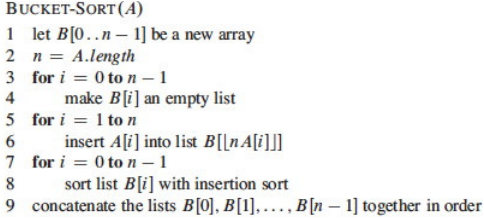 BUCKET-SORT(A)
1 let B[0..n − 1] be a new array
2 n = A.length
3 for i = 0 to n − 1
4 make B[i] an empty list
5 for i = 1 to n
6 insert A[i] into list B[⌊nA[i]⌋]
7 for i = 0 to n − 1
8 sort list B[i] with insertion sort
9 concatenate the lists B[0], B[1], . . . , B[n − 1] together in order